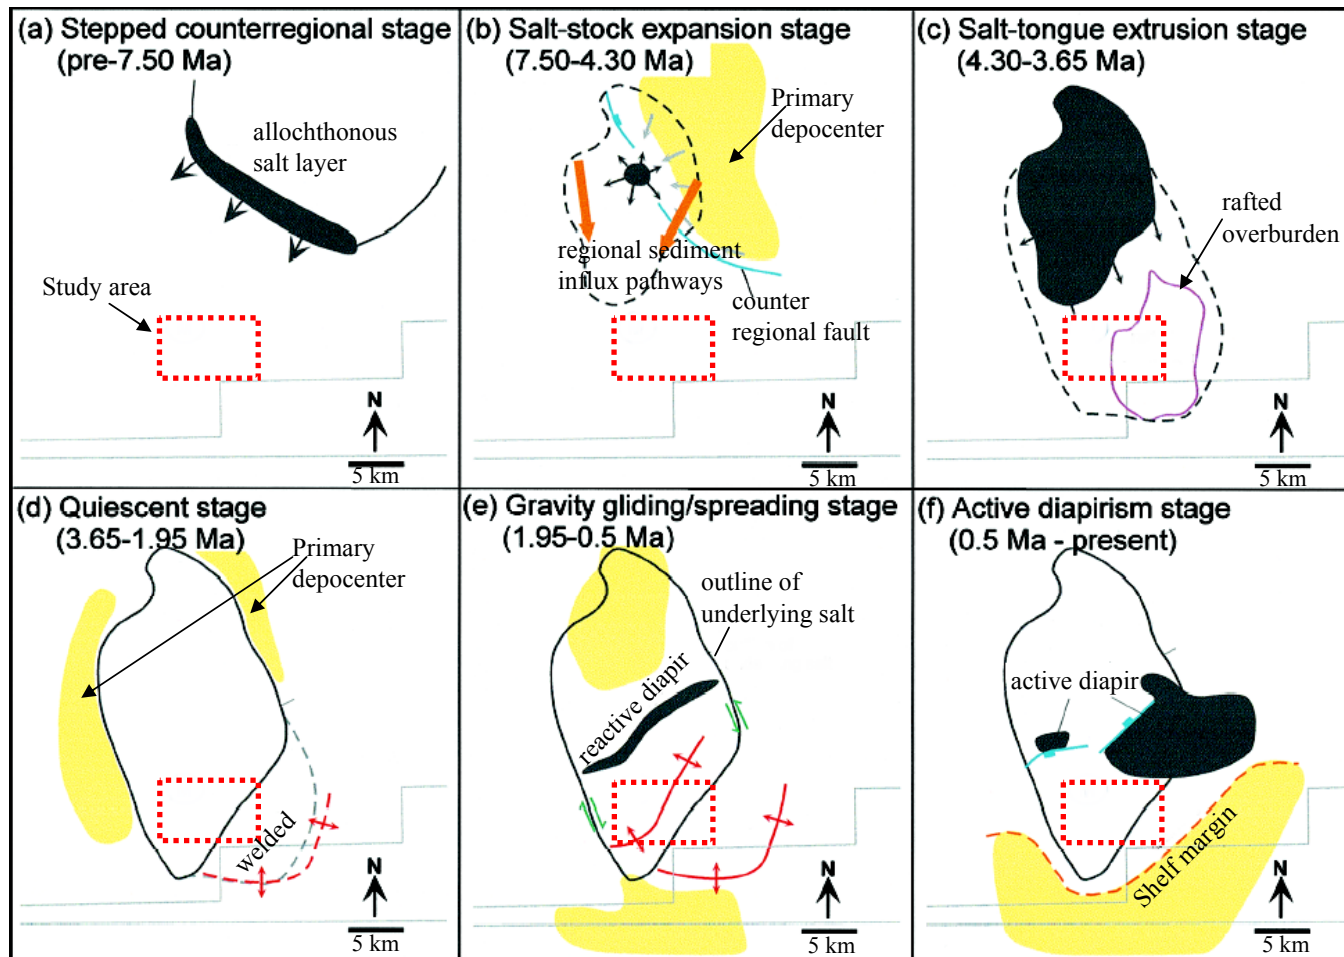 (a) Stepped counterregional stage
(pre-7.50 Ma)
allochthonous
salt layer
Study area
N
5 km
(b) Salt-stock expansion stage
(7.50-4.30 Ma)
Primary
depocenter
regional sediment
influx pathways
counter
regional fault
N
5 km
(c) Salt-tongue extrusion stage
(4.30-3.65 Ma)
rafted
overburden
N
5 km
(d) Quiescent stage
(3.65-1.95 Ma)
Primary
depocenter
welded
N
5 km
(e) Gravity gliding/spreading stage
(1.95-0.5 Ma)
outline of
underlying salt
reactive diapir
N
5 km
(f) Active diapirism stage
(0.5 Ma - present)
active diapir
Shelf margin
N
5 km